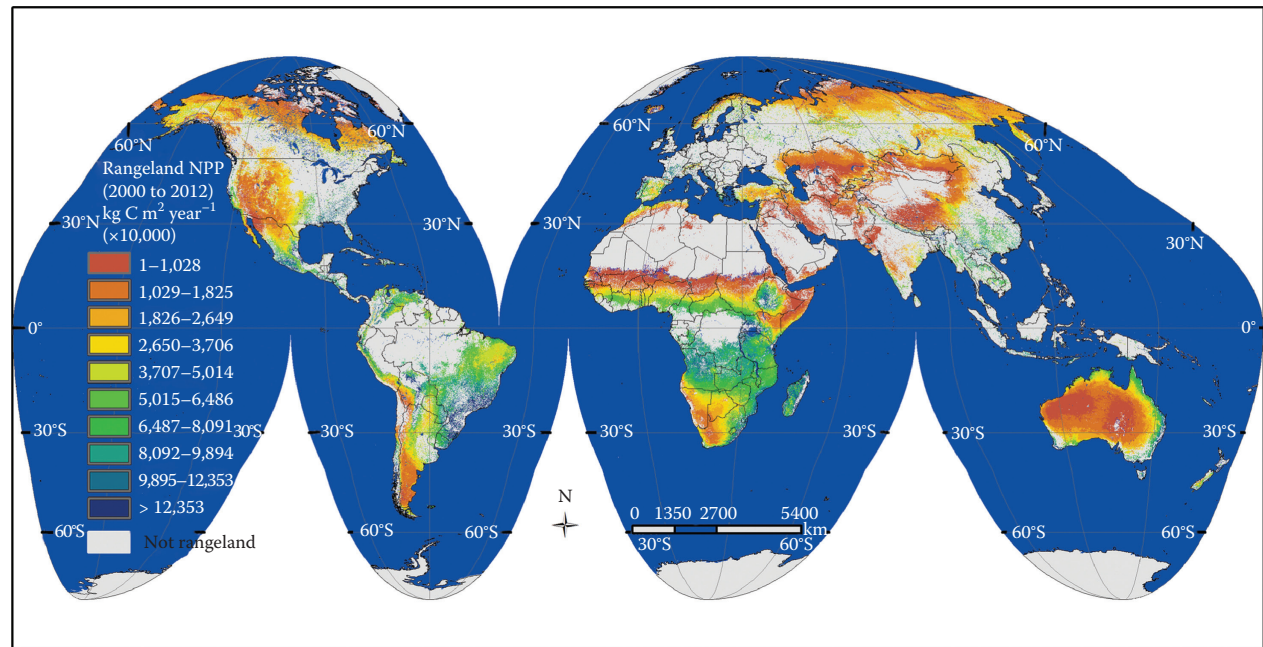 60°N
60°N
60°N
60°N
Rangeland NPP
(2000 to 2012)
kg C m² year⁻¹
(×10,000)
30°N
30°N
30°N
30°N
1–1,028
1,029–1,825
1,826–2,649
2,650–3,706
3,707–5,014
5,015–6,486
6,487–8,091
8,092–9,894
9,895–12,353
> 12,353
Not rangeland
0°
0°
30°S
30°S
30°S
30°S
30°S
30°S
N
0 1350 2700 5400
km
30°S 60°S
60°S
60°S
60°S
60°S